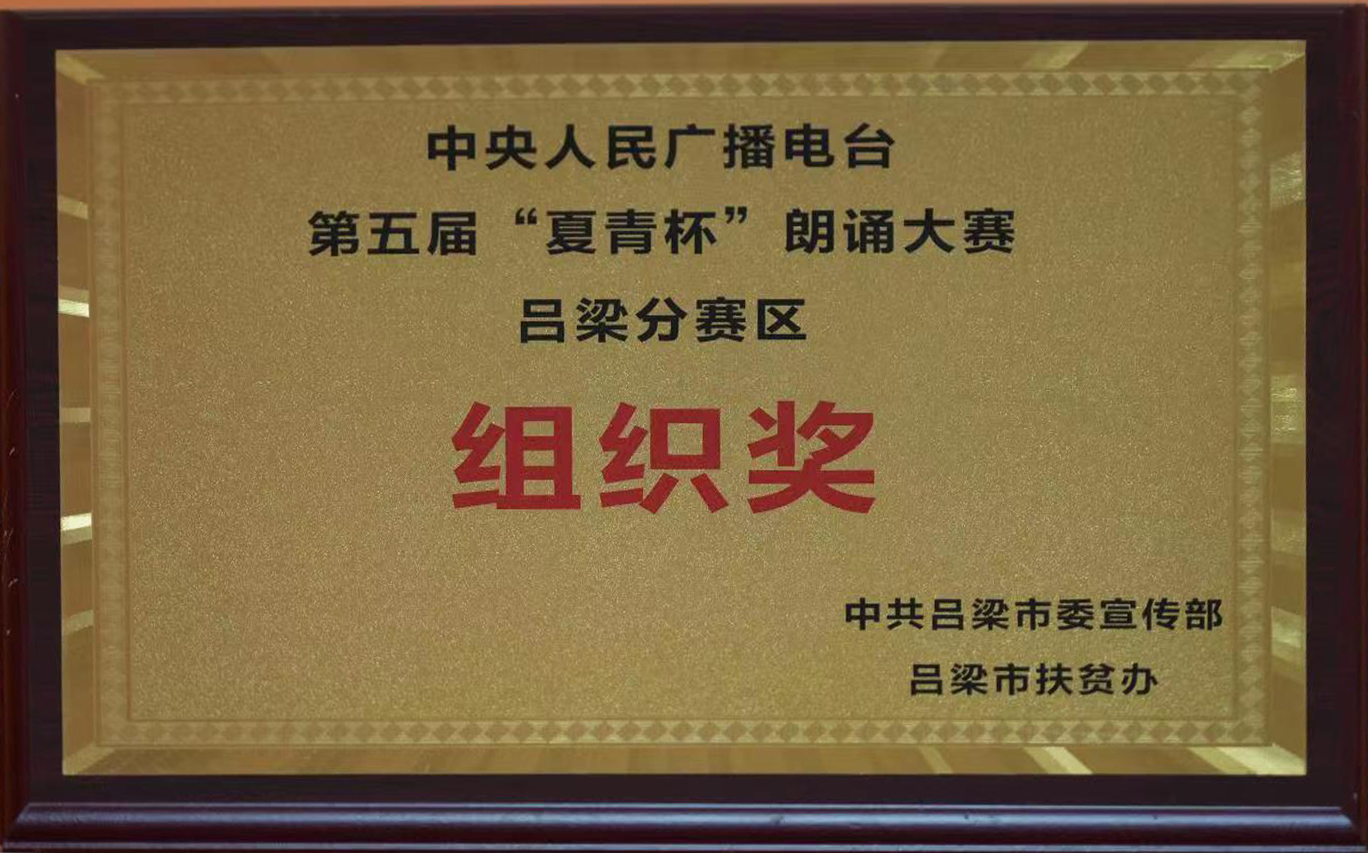 中央人民广播电台
第五届“夏青杯”朗诵大赛
吕梁分赛区
组织奖
中共吕梁市委宣传部
吕梁市扶贫办